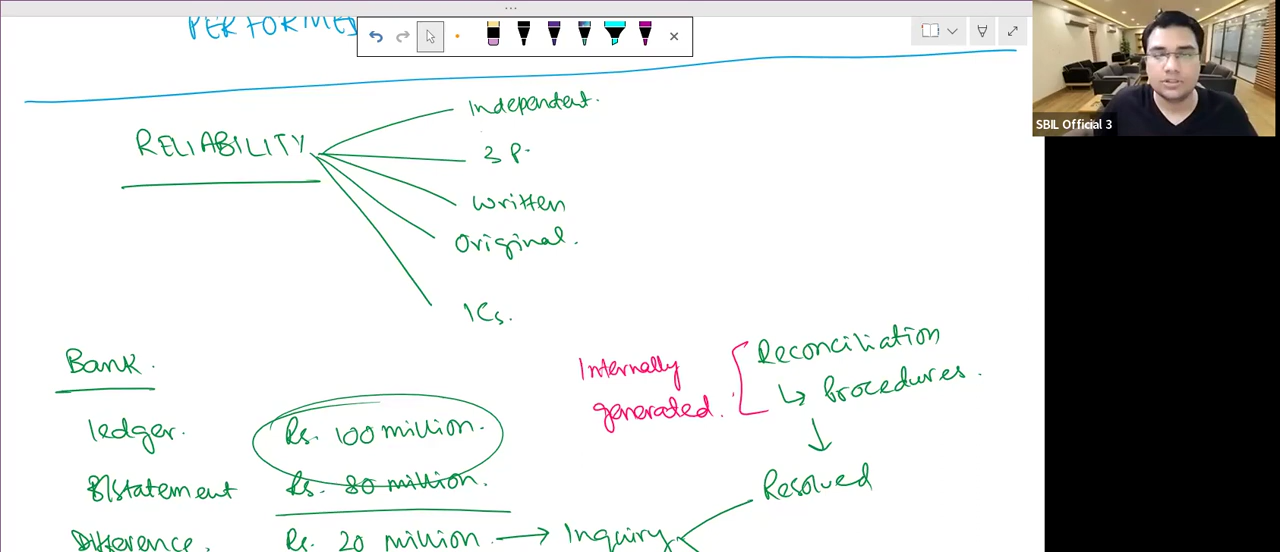 PERFORMED
SBIL Official 3
RELIABILITY
Independent.
3 P.
Written
Original.
ICs.
Bank.
ledger. Rs. 100 million.
B/Statement Rs. 80 million.
Difference. Rs. 20 million → Inquiry
Internally
generated.
Reconciliation
↳ Procedures.
↓
Resolved